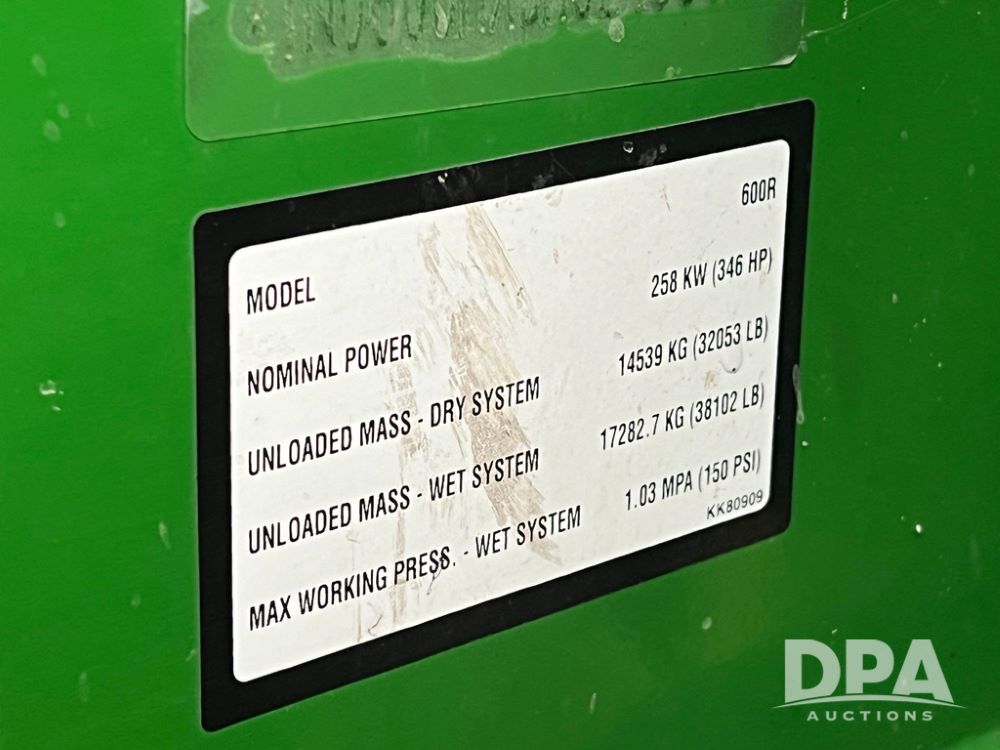 MODEL 600R
NOMINAL POWER 258 KW (346 HP)
UNLOADED MASS - DRY SYSTEM 14539 KG (32053 LB)
UNLOADED MASS - WET SYSTEM 17282.7 KG (38102 LB)
MAX WORKING PRESS. - WET SYSTEM 1.03 MPA (150 PSI)
KK80909
DPA
AUCTIONS